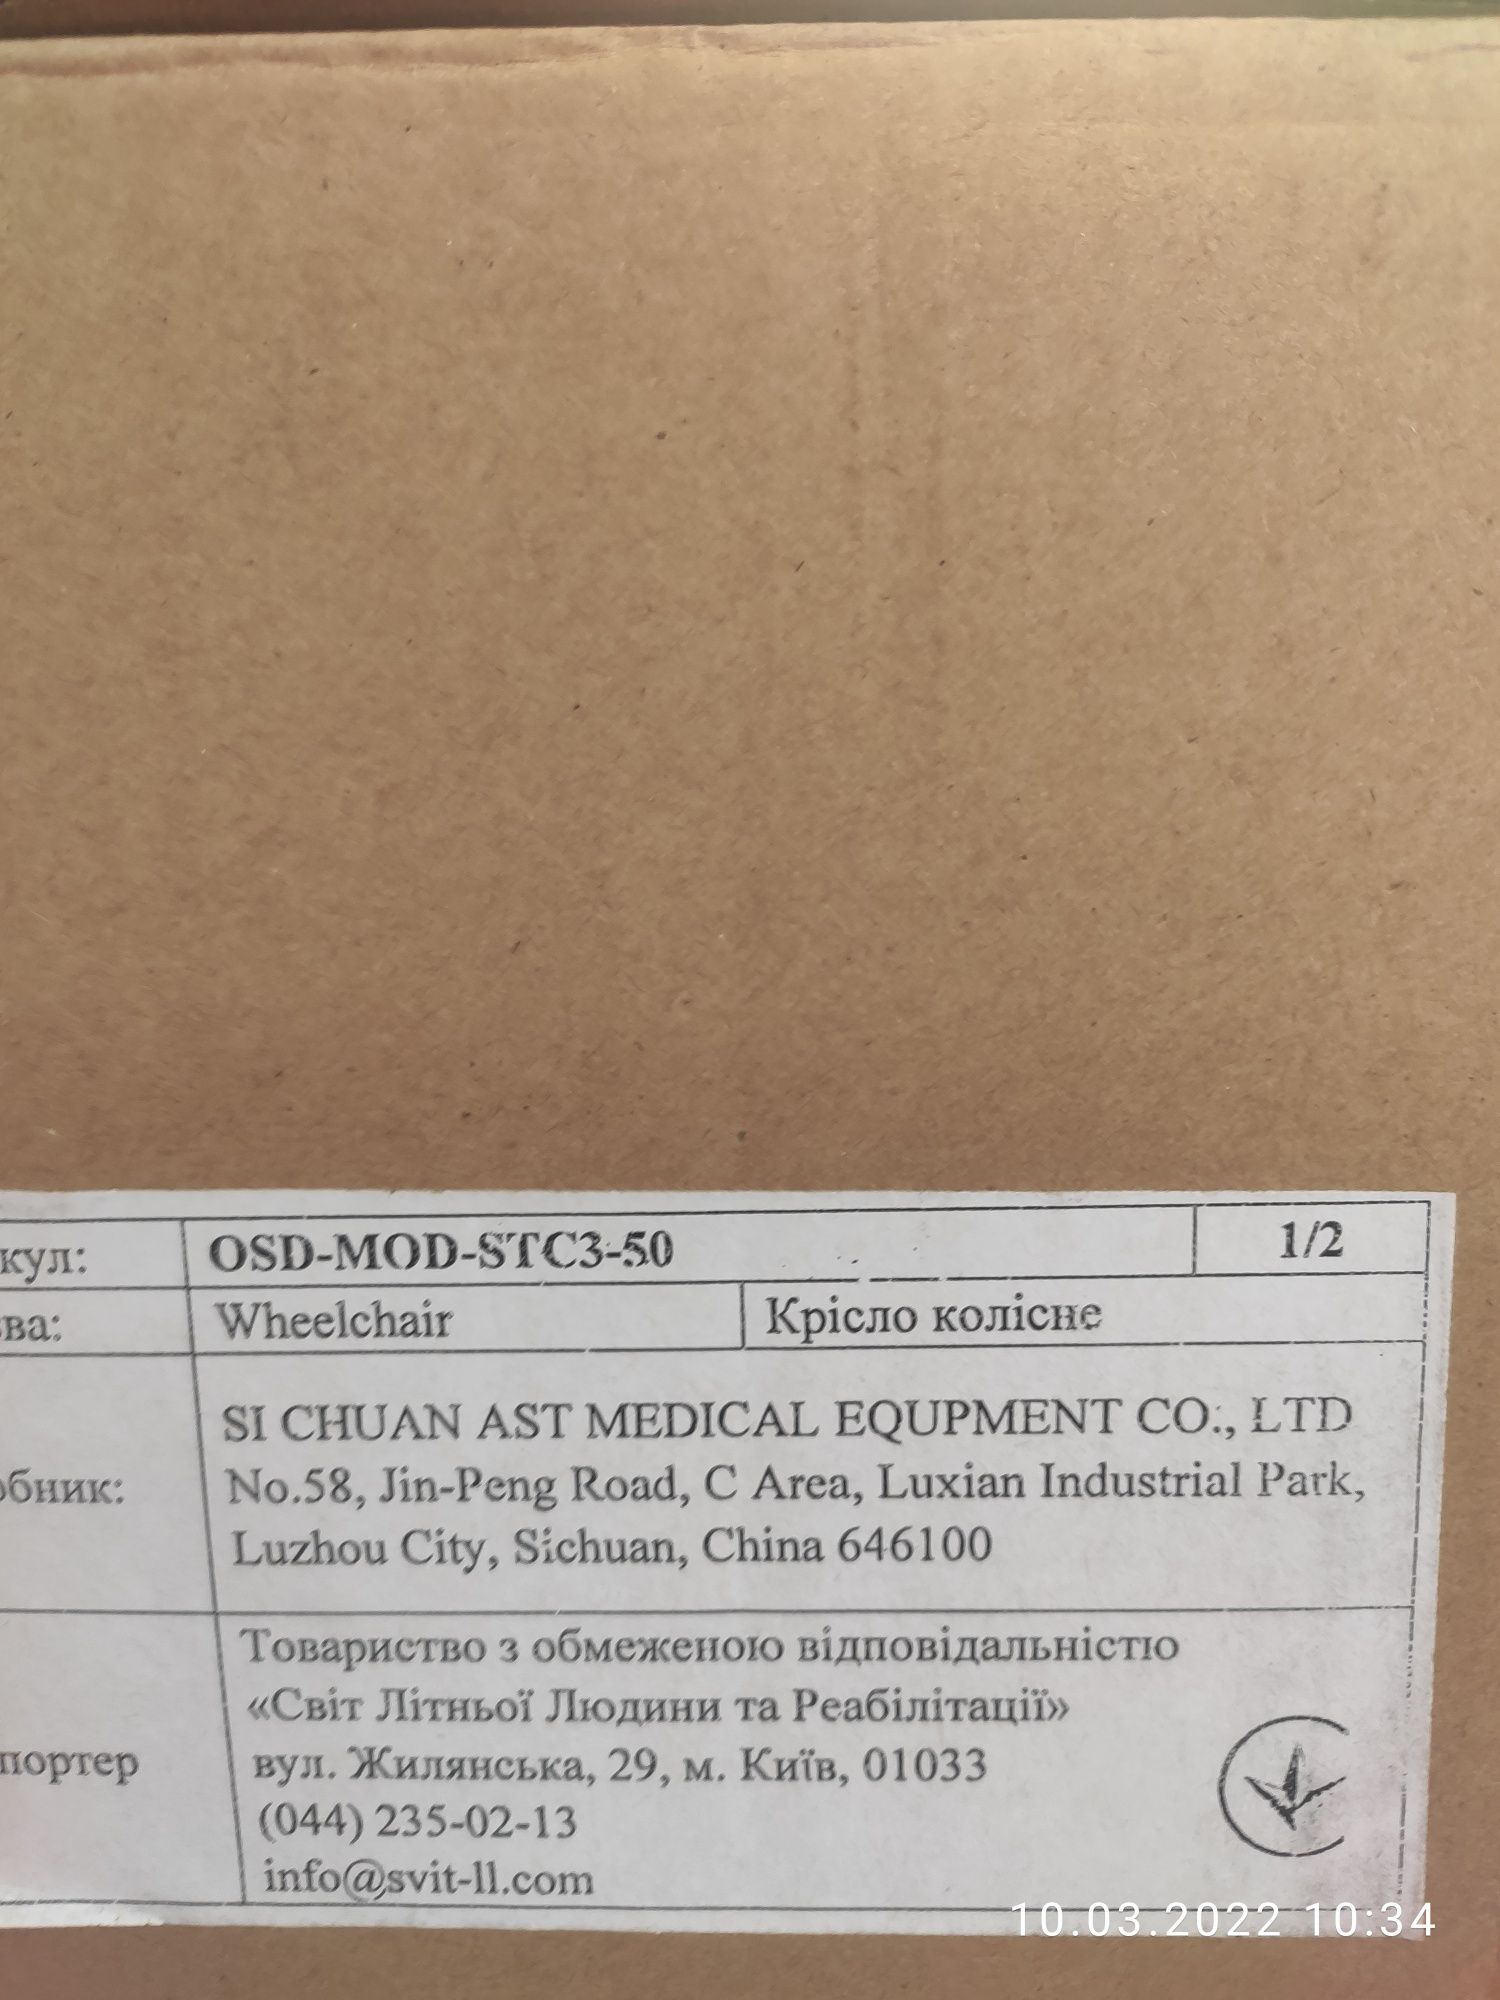 кул: OSD-MOD-STC3-50 1/2
ва: Wheelchair Крісло колісне
SI CHUAN AST MEDICAL EQUPMENT CO., LTD
обник: No.58, Jin-Peng Road, C Area, Luxian Industrial Park,
Luzhou City, Sichuan, China 646100
Товариство з обмеженою відповідальністю
«Світ Літньої Людини та Реабілітації»
портер вул. Жилянська, 29, м. Київ, 01033
(044) 235-02-13
info@svit-ll.com
10.03.2022 10:34